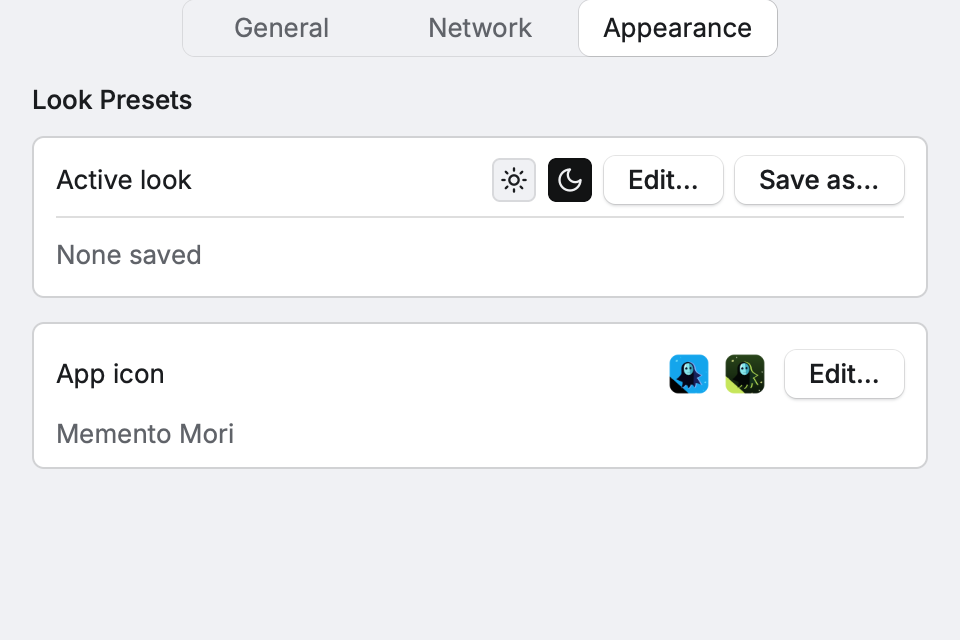 General Network Appearance
Look Presets
Active look Edit... Save as...
None saved
App icon Edit...
Memento Mori